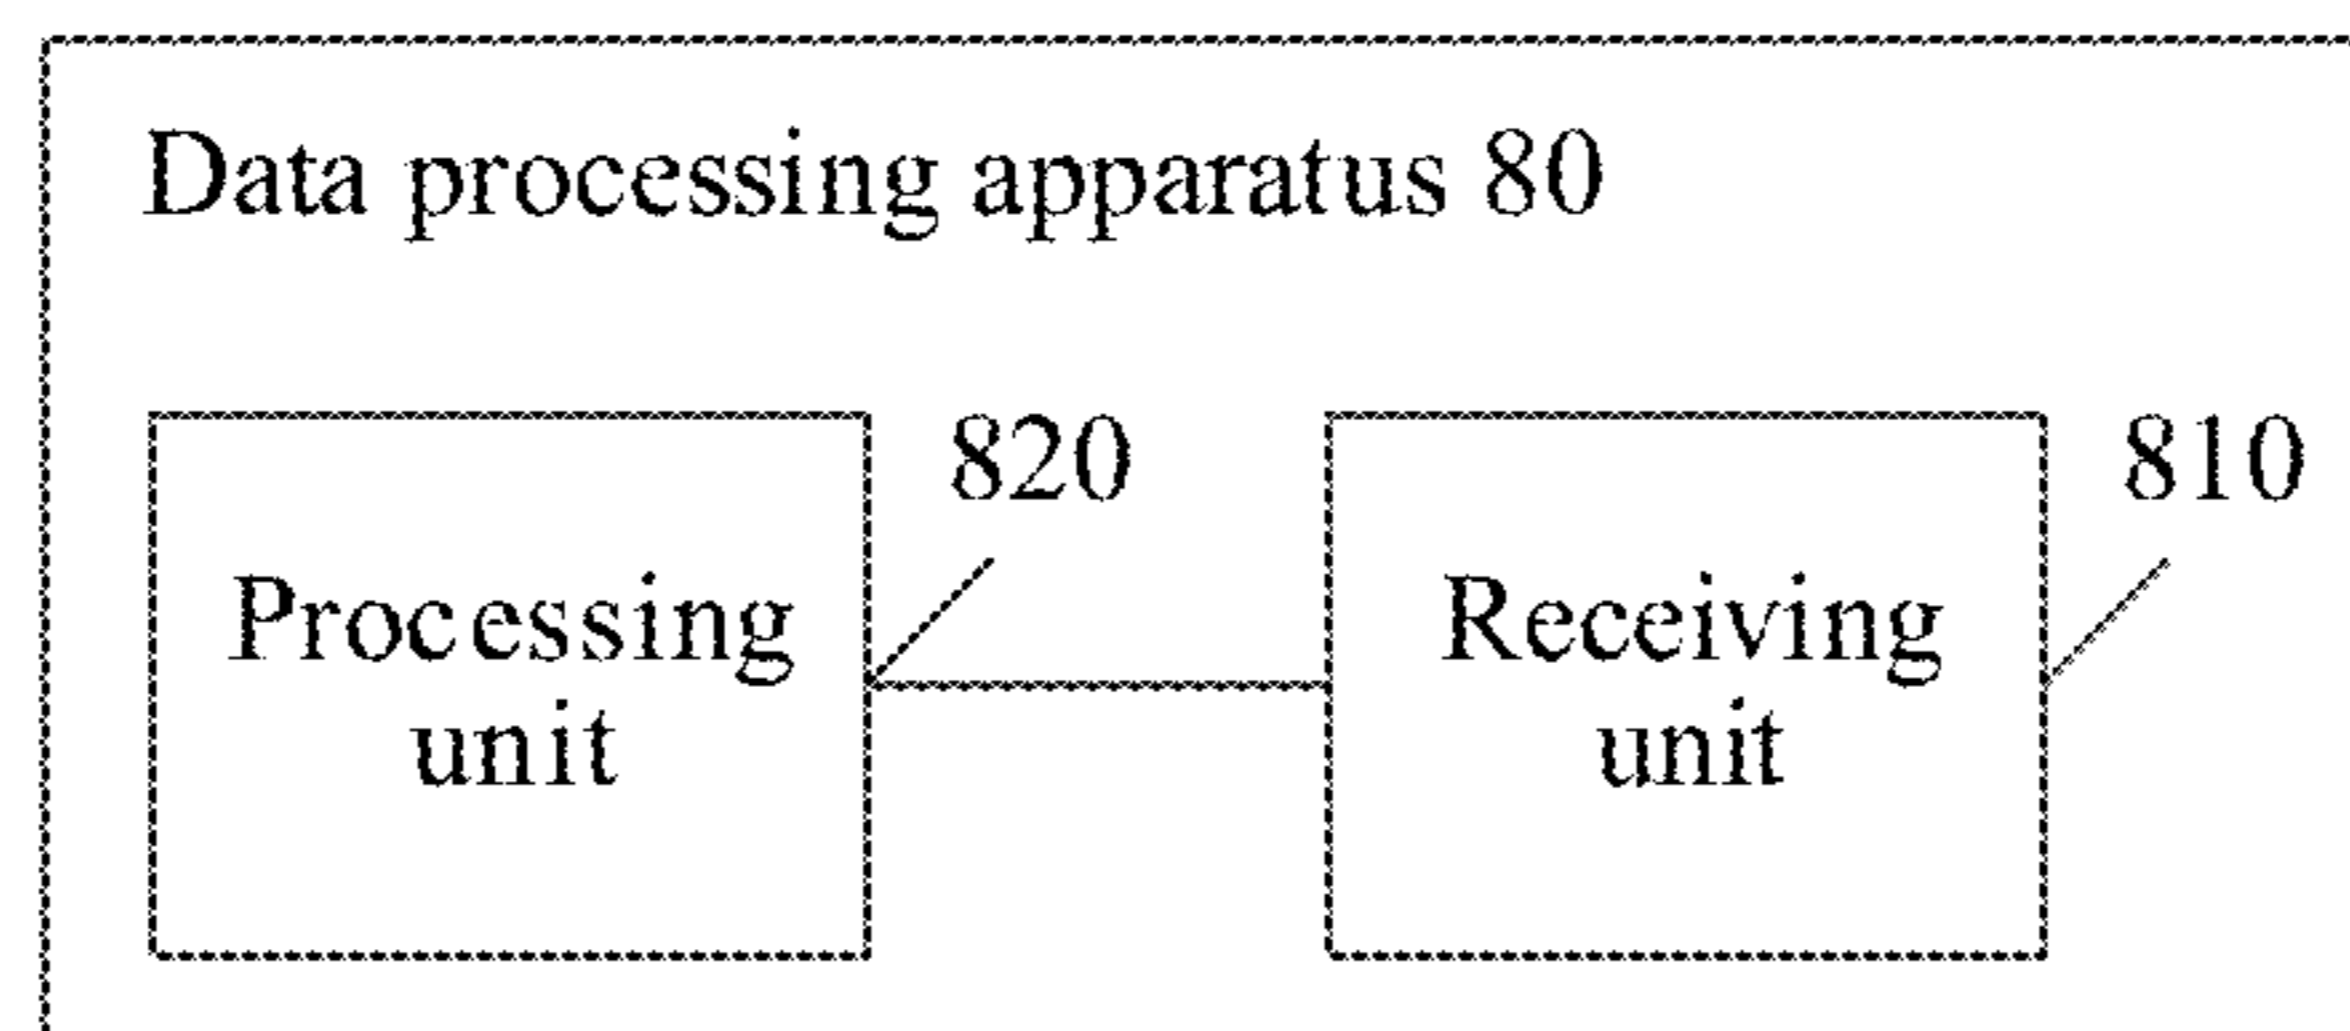 Data processing apparatus 80
820
810
Processing
unit
Receiving
unit